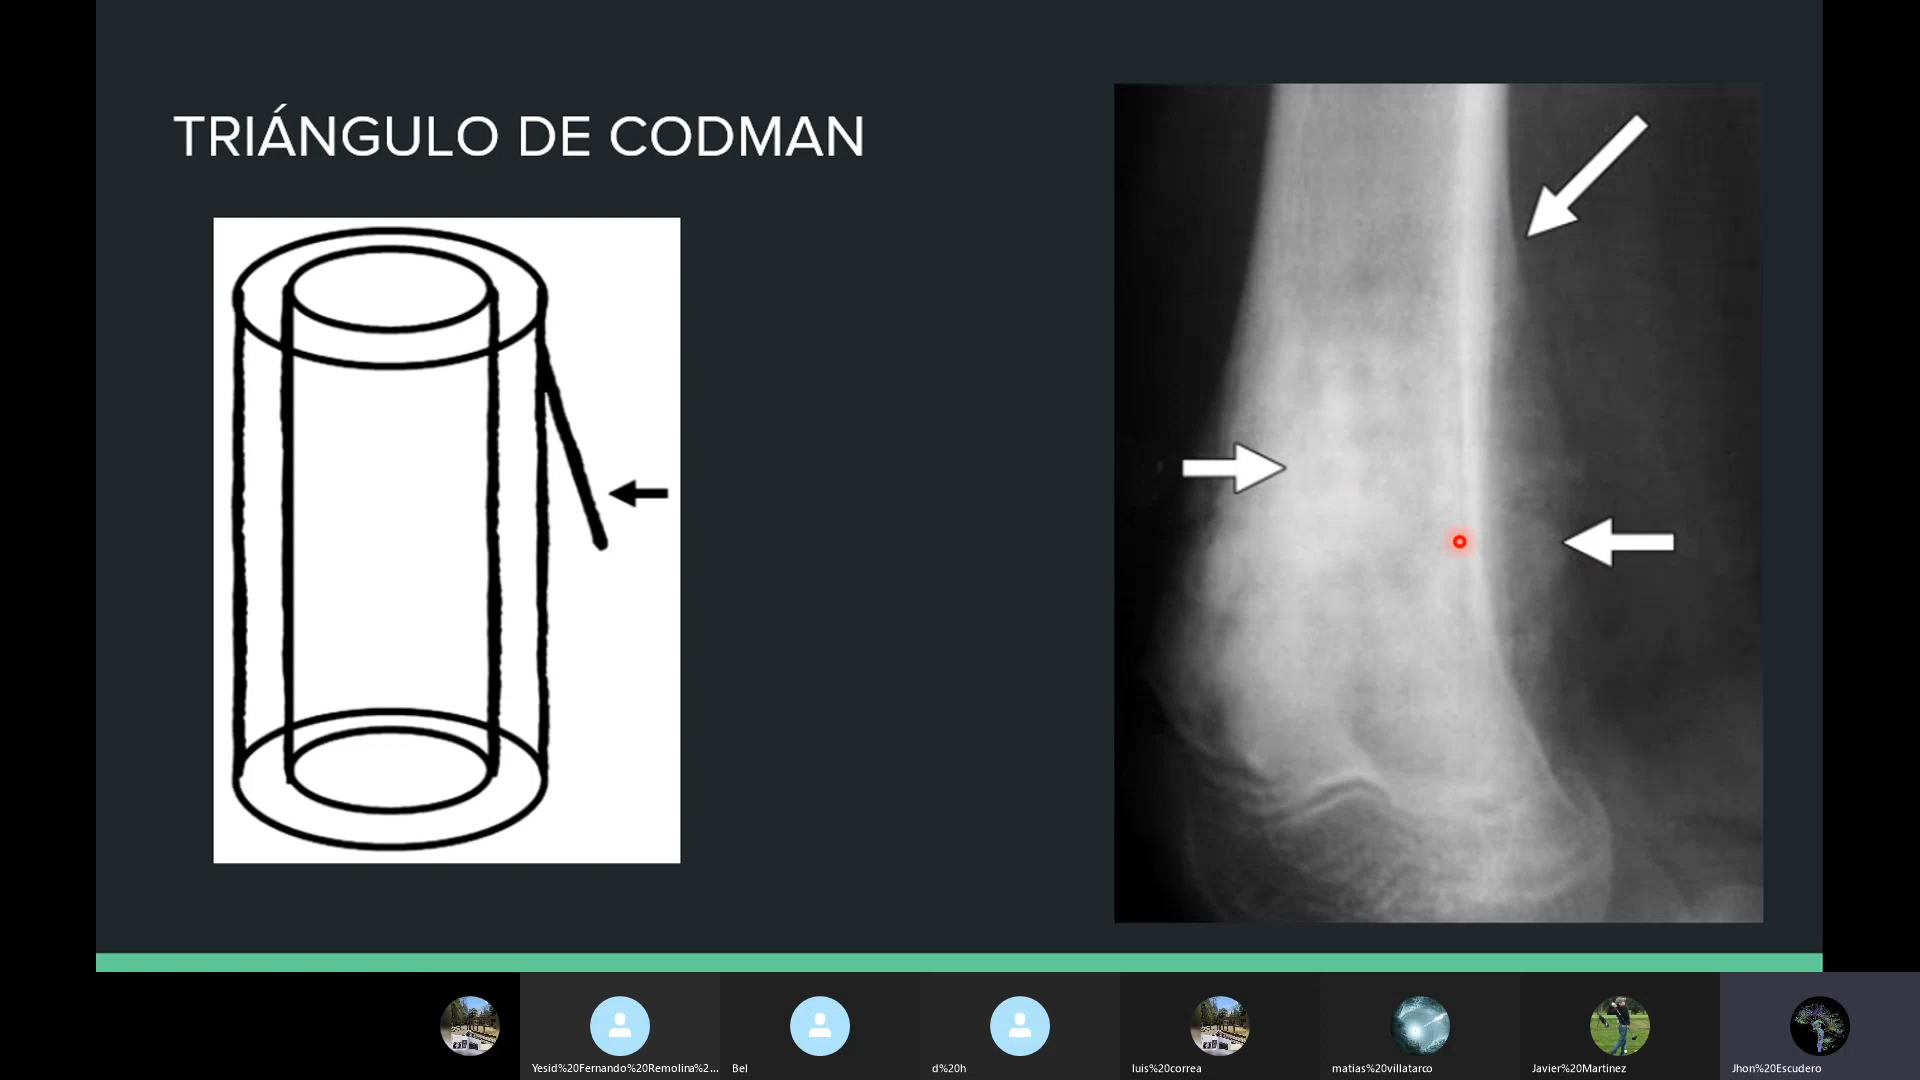 TRIÁNGULO DE CODMAN
Yesid%20Fernando%20Remolina%2...
Bel
d%20h
luis%20correa
matias%20villatarco
Javier%20Martinez
Jhon%20Escudero